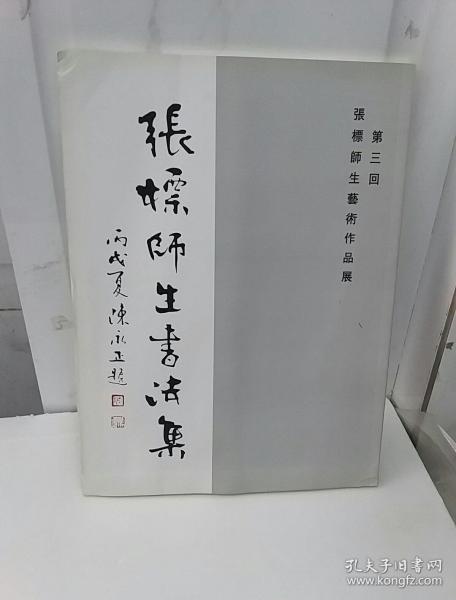 第三回
張標師生藝術作品展
張標師生書法集
丙戌夏陳永正題
孔夫子旧书网
www.kongfz.com